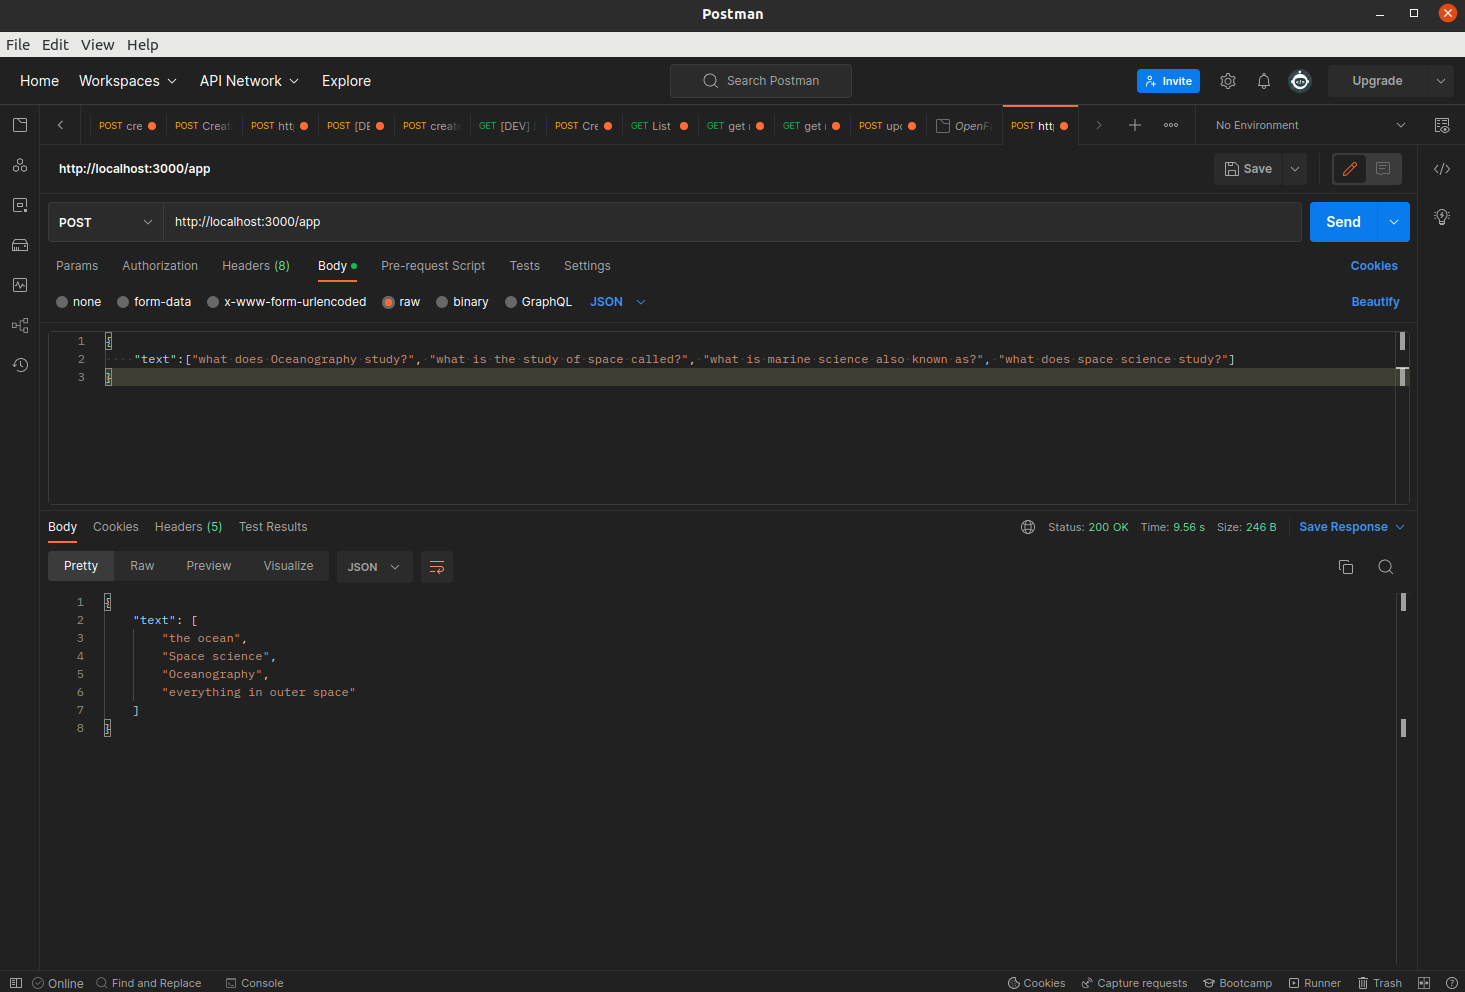 Postman
File Edit View Help
Home Workspaces API Network Explore Search Postman Invite Upgrade
POST cre POST Creat POST htt POST [DE POST create GET [DEV] POST Cre GET List GET get GET get POST upd OpenF POST htt No Environment
http://localhost:3000/app Save
POST http://localhost:3000/app Send
Params Authorization Headers (8) Body Pre-request Script Tests Settings Cookies
none form-data x-www-form-urlencoded raw binary GraphQL JSON Beautify
1 {
2 "text":["what does Oceanography study?", "what is the study of space called?", "what is marine science also known as?", "what does space science study?"]
3 }
Body Cookies Headers (5) Test Results Status: 200 OK Time: 9.56 s Size: 246 B Save Response
Pretty Raw Preview Visualize JSON
1 {
2 "text": [
3 "the ocean",
4 "Space science",
5 "Oceanography",
6 "everything in outer space"
7 ]
8 }
Online Find and Replace Console Cookies Capture requests Bootcamp Runner Trash